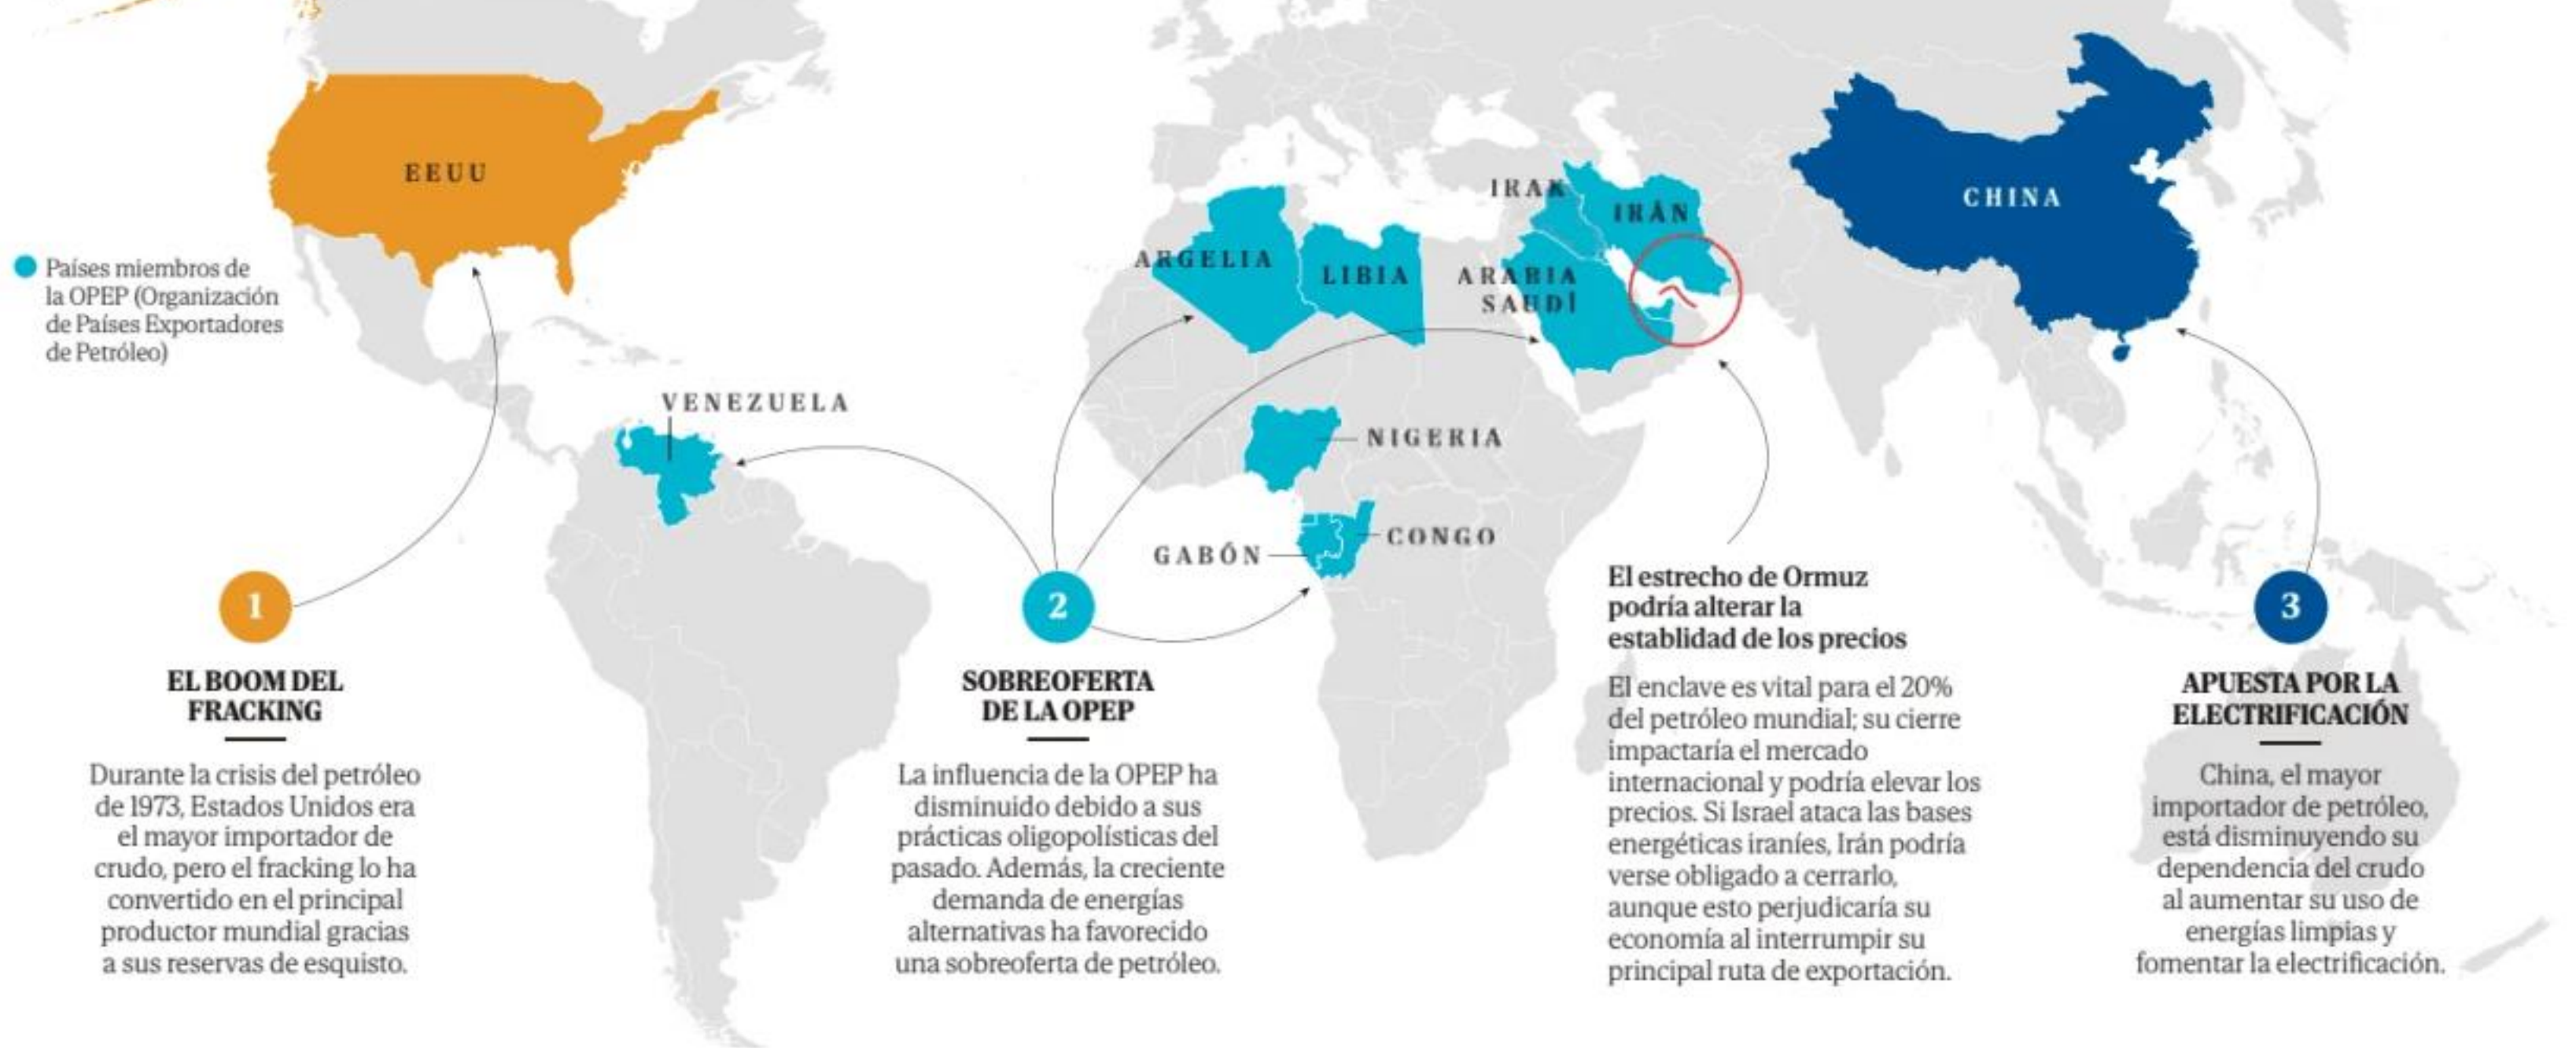 EEUU
Países miembros de
la OPEP (Organización
de Países Exportadores
de Petróleo)
VENEZUELA
ARGELIA
LIBIA
IRAK
IRÁN
ARABIA
SAUDÍ
NIGERIA
CONGO
GABÓN
CHINA
1
EL BOOM DEL
FRACKING
Durante la crisis del petróleo
de 1973, Estados Unidos era
el mayor importador de
crudo, pero el fracking lo ha
convertido en el principal
productor mundial gracias
a sus reservas de esquisto.
2
SOBREOFERTA
DE LA OPEP
La influencia de la OPEP ha
disminuido debido a sus
prácticas oligopolísticas del
pasado. Además, la creciente
demanda de energías
alternativas ha favorecido
una sobreoferta de petróleo.
El estrecho de Ormuz
podría alterar la
establidad de los precios
El enclave es vital para el 20%
del petróleo mundial; su cierre
impactaría el mercado
internacional y podría elevar los
precios. Si Israel ataca las bases
energéticas iraníes, Irán podría
verse obligado a cerrarlo,
aunque esto perjudicaría su
economía al interrumpir su
principal ruta de exportación.
3
APUESTA POR LA
ELECTRIFICACIÓN
China, el mayor
importador de petróleo,
está disminuyendo su
dependencia del crudo
al aumentar su uso de
energías limpias y
fomentar la electrificación.